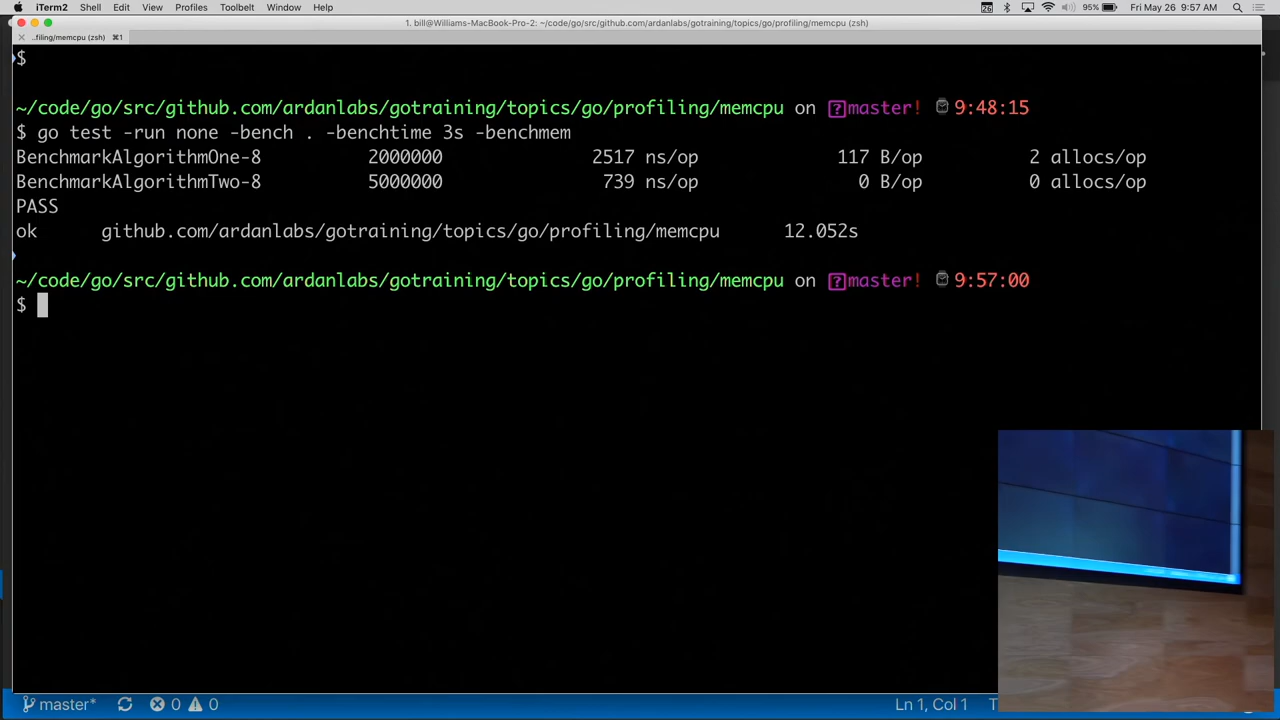 iTerm2 Shell Edit View Profiles Toolbelt Window Help 26 95% Fri May 26 9:57 AM
1. bill@Williams-MacBook-Pro-2: ~/code/go/src/github.com/ardanlabs/gotraining/topics/go/profiling/memcpu (zsh)
..filing/memcpu (zsh) ⌘1
$
~/code/go/src/github.com/ardanlabs/gotraining/topics/go/profiling/memcpu on ?master! 9:48:15
$ go test -run none -bench . -benchtime 3s -benchmem
BenchmarkAlgorithmOne-8 2000000 2517 ns/op 117 B/op 2 allocs/op
BenchmarkAlgorithmTwo-8 5000000 739 ns/op 0 B/op 0 allocs/op
PASS
ok github.com/ardanlabs/gotraining/topics/go/profiling/memcpu 12.052s
~/code/go/src/github.com/ardanlabs/gotraining/topics/go/profiling/memcpu on ?master! 9:57:00
$
master* 0 0 Ln 1, Col 1